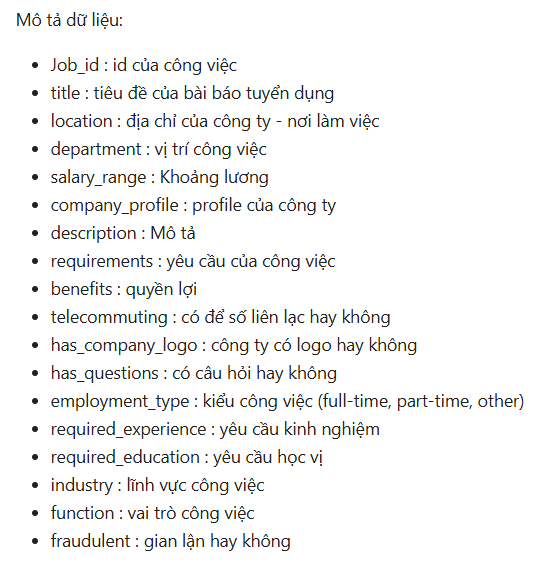 Mô tả dữ liệu:
• Job_id : id của công việc
• title : tiêu đề của bài báo tuyển dụng
• location : địa chỉ của công ty - nơi làm việc
• department : vị trí công việc
• salary_range : Khoảng lương
• company_profile : profile của công ty
• description : Mô tả
• requirements : yêu cầu của công việc
• benefits : quyền lợi
• telecommuting : có để số liên lạc hay không
• has_company_logo : công ty có logo hay không
• has_questions : có câu hỏi hay không
• employment_type : kiểu công việc (full-time, part-time, other)
• required_experience : yêu cầu kinh nghiệm
• required_education : yêu cầu học vị
• industry : lĩnh vực công việc
• function : vai trò công việc
• fraudulent : gian lận hay không